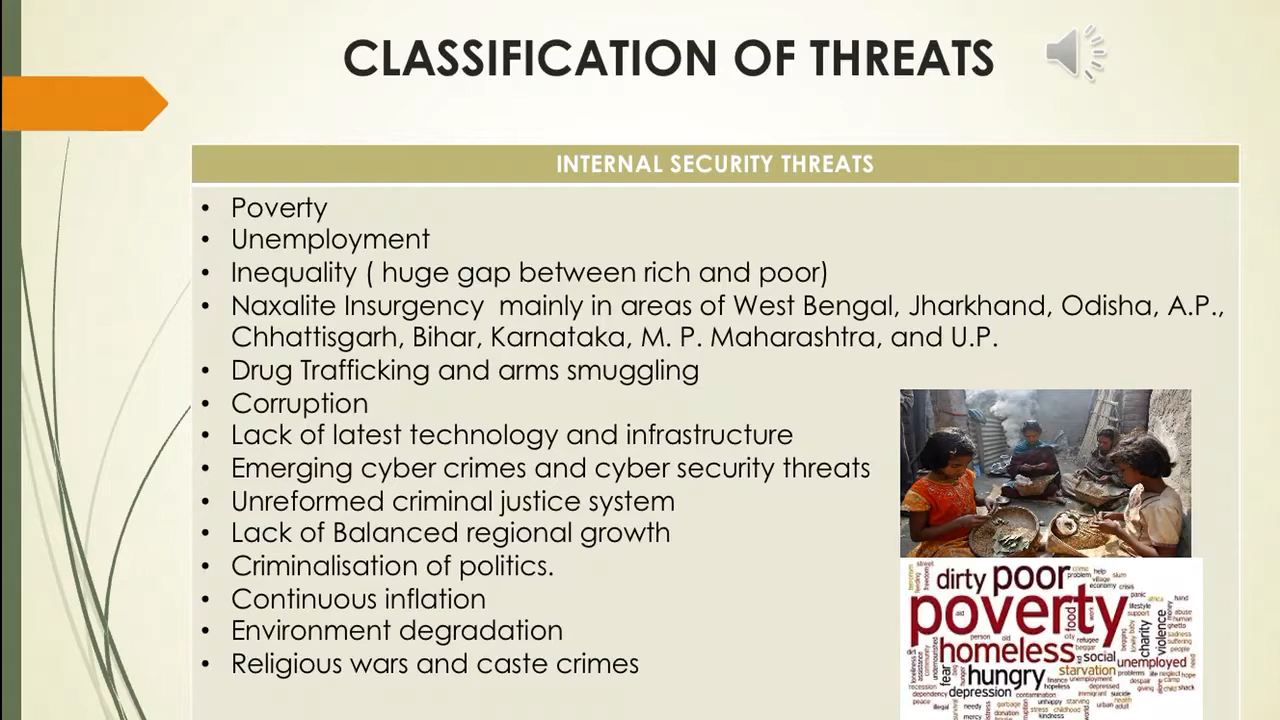 CLASSIFICATION OF THREATS
INTERNAL SECURITY THREATS
• Poverty
• Unemployment
• Inequality ( huge gap between rich and poor)
• Naxalite Insurgency mainly in areas of West Bengal, Jharkhand, Odisha, A.P.,
Chhattisgarh, Bihar, Karnataka, M. P. Maharashtra, and U.P.
• Drug Trafficking and arms smuggling
• Corruption
• Lack of latest technology and infrastructure
• Emerging cyber crimes and cyber security threats
• Unreformed criminal justice system
• Lack of Balanced regional growth
• Criminalisation of politics.
• Continuous inflation
• Environment degradation
• Religious wars and caste crimes
dirty poor
poverty
food
homeless
charity
violence
social
unemployed
fear
hungry
starvation
depression